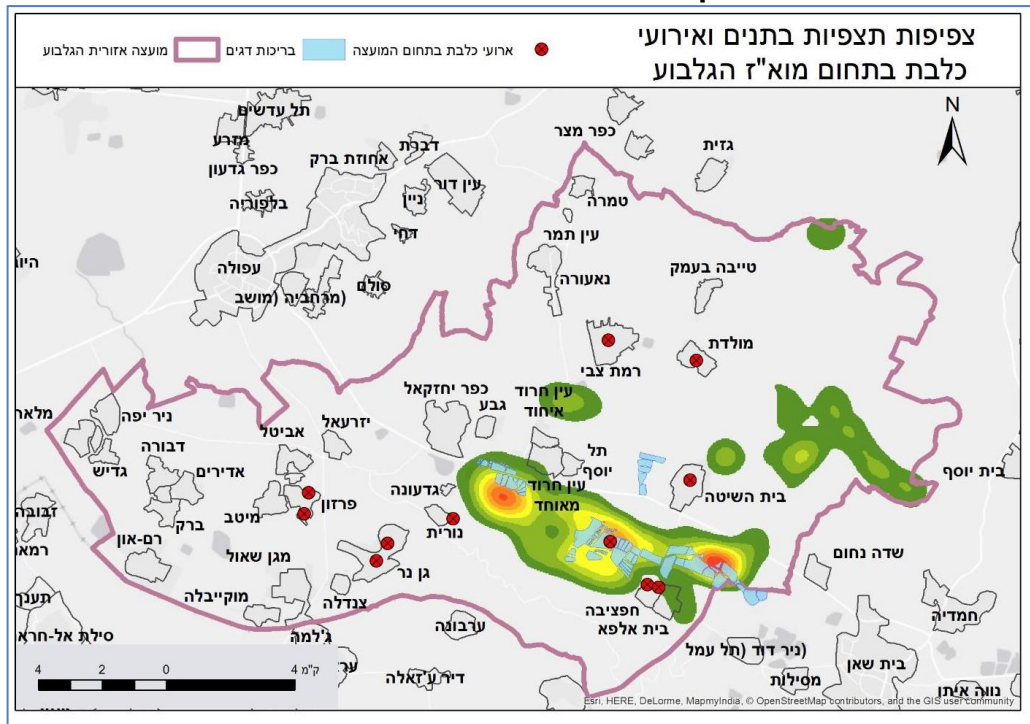 צפיפות תצפיות בתנים ואירועי
כלבת בתחום מוא"ז הגלבוע
ארועי כלבת בתחום המועצה
בריכות דגים
מועצה אזורית הגלבוע
N
תל עדשים
מזרע
כפר גדעון
בלפוריה
אחוזת ברק
דברת
עין דור
ניין
דחי
כפר מצר
גזית
טמרה
עין תמר
נאעורה
טייבה בעמק
עפולה
סולם
(מרחביה (מושב
מולדת
רמת צבי
כפר יחזקאל
גבע
עין חרוד
איחוד
תל
יוסף
עין חרוד
מאוחד
בית השיטה
בית יוסף
ניר יפה
מלאה
דבורה
גדיש
אדירים
אביטל
יזרעאל
גדעונה
נורית
פרזון
מיטב
ברק
רם-און
מגן שאול
גן נר
מוקייבלה
צנדלה
ג'למה
ערבונה
דיר ע'זאלה
חפציבה
בית אלפא
שדה נחום
חמדיה
(ניר דוד (תל עמל
מסילות
בית שאן
נווה איתן
תענך
סילת אל-חרא
4 2 0 4 ק"מ
Esri, HERE, DeLorme, MapmyIndia, © OpenStreetMap contributors, and the GIS user community